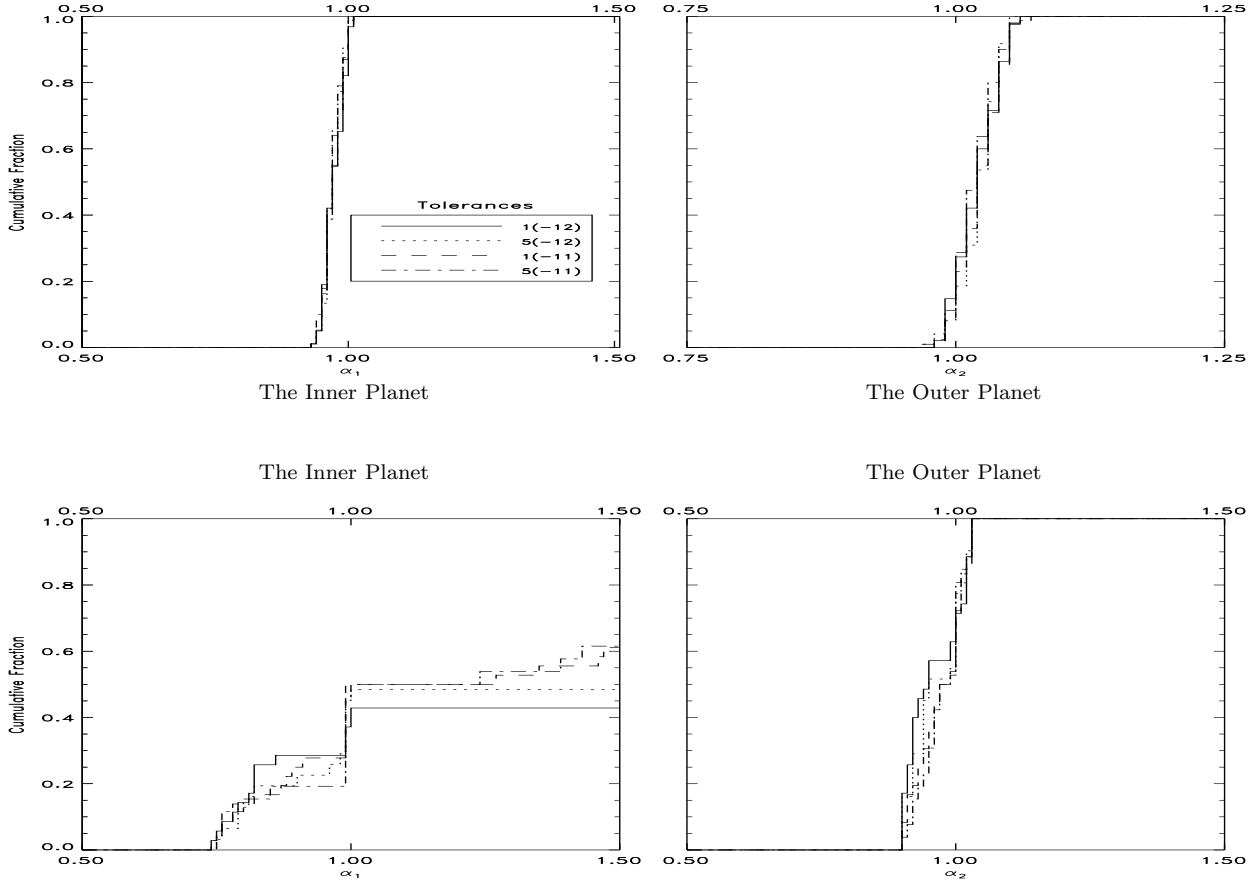 0.50 1.00 1.50
1.0
0.8
0.6
0.4
0.2
0.0
Cumulative Fraction
Tolerances
1(−12)
5(−12)
1(−11)
5(−11)
0.50 1.00 1.50
α₁
The Inner Planet
0.75 1.00 1.25
0.75 1.00 1.25
α₂
The Outer Planet
The Inner Planet
0.50 1.00 1.50
1.0
0.8
0.6
0.4
0.2
0.0
Cumulative Fraction
0.50 1.00 1.50
α₁
The Outer Planet
0.50 1.00 1.50
0.50 1.00 1.50
α₂